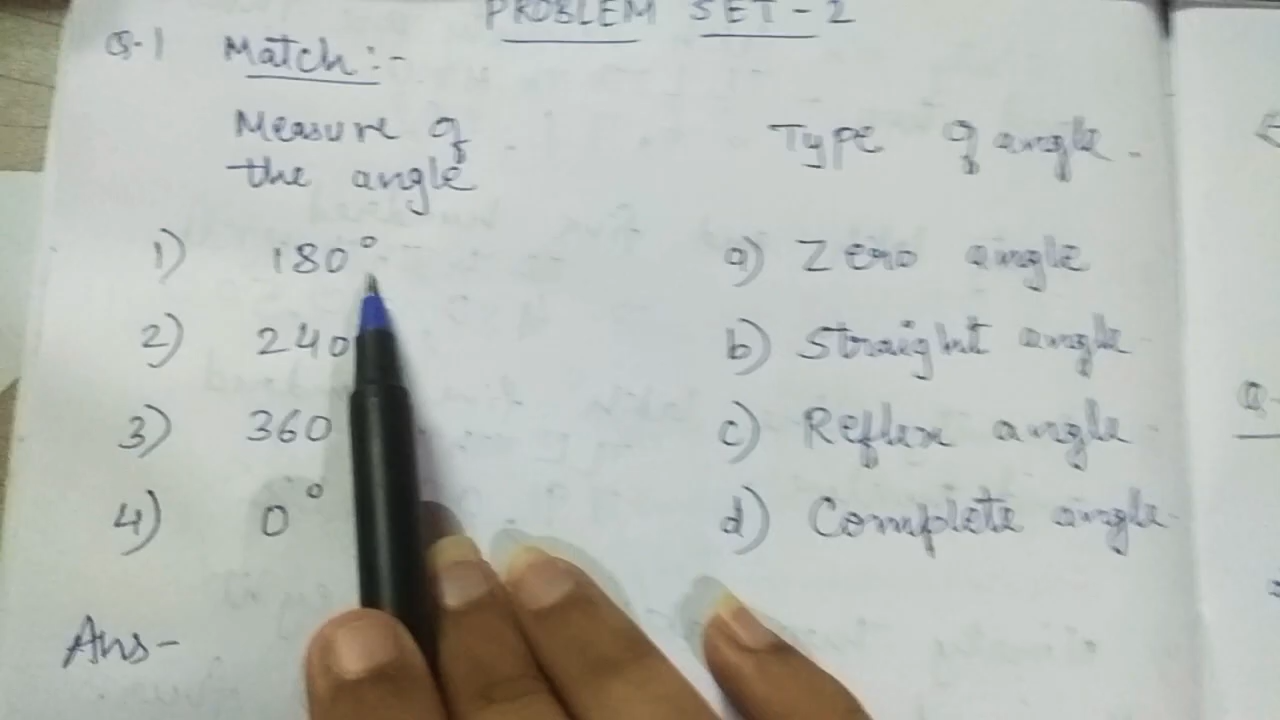 PROBLEM SET - 2
Q-1 Match :-
Measure of the angle
Type of angle.
1) 180° a) Zero angle
2) 240 b) Straight angle
3) 360 c) Reflex angle
4) 0° d) Complete angle
Ans-